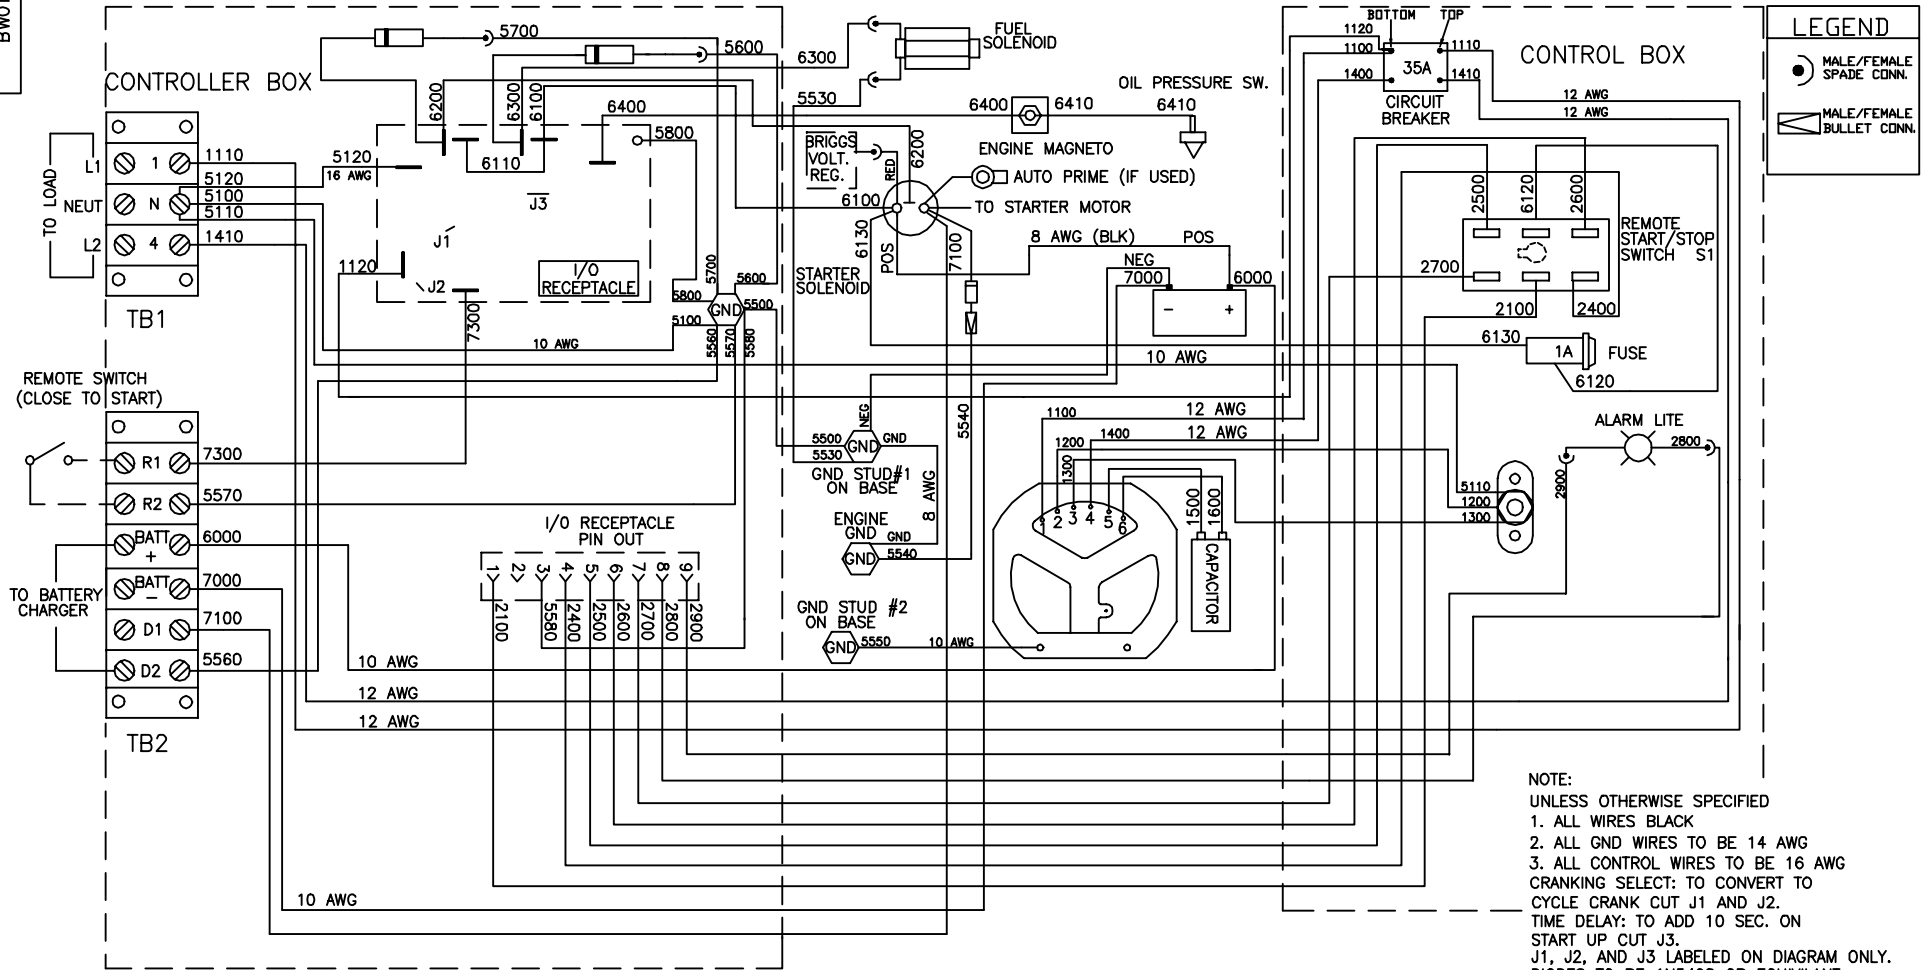 BW01
CONTROLLER BOX
5700
5600
6300
FUEL
SOLENOID
5530
6200
6300
6100
6400
5800
6110
J3
J1
J2
I/O
RECEPTACLE
5120
16 AWG
1120
7300
TO LOAD
L1
NEUT
L2
1
N
4
1110
5120
5100
5110
1410
TB1
5700
5600
5800
GND
5500
5100
5560
5570
5580
10 AWG
OIL PRESSURE SW.
6400
6410
6410
ENGINE MAGNETO
BRIGGS
VOLT.
REG.
RED
6200
AUTO PRIME (IF USED)
6100
TO STARTER MOTOR
6130
POS
7100
STARTER
SOLENOID
8 AWG (BLK)
POS
NEG
7000
6000
-
+
BOTTOM
TOP
1120
1100
1400
35A
1110
1410
CIRCUIT
BREAKER
CONTROL BOX
12 AWG
12 AWG
LEGEND
MALE/FEMALE
SPADE CONN.
MALE/FEMALE
BULLET CONN.
2500
6120
2600
REMOTE
START/STOP
SWITCH S1
2700
2100
2400
6130
1A
FUSE
10 AWG
6120
REMOTE SWITCH
(CLOSE TO START)
R1
7300
R2
5570
BATT
+
6000
BATT
-
7000
D1
7100
D2
5560
TO BATTERY
CHARGER
TB2
NEG
5540
5500
GND
GND
5530
GND STUD#1
ON BASE
8 AWG
ENGINE
GND
GND
GND
5540
GND STUD #2
ON BASE
GND
5550
10 AWG
1100
12 AWG
1200
1400
12 AWG
1300
1
2
3
4
5
6
1500
1600
CAPACITOR
ALARM LITE
2800
2900
5110
1200
1300
I/O RECEPTACLE
PIN OUT
1
2
3
4
5
6
7
8
9
2100
5580
2400
2500
2600
2700
2800
2900
10 AWG
12 AWG
12 AWG
10 AWG
NOTE:
UNLESS OTHERWISE SPECIFIED
1. ALL WIRES BLACK
2. ALL GND WIRES TO BE 14 AWG
3. ALL CONTROL WIRES TO BE 16 AWG
CRANKING SELECT: TO CONVERT TO
CYCLE CRANK CUT J1 AND J2.
TIME DELAY: TO ADD 10 SEC. ON
START UP CUT J3.
J1, J2, AND J3 LABELED ON DIAGRAM ONLY.